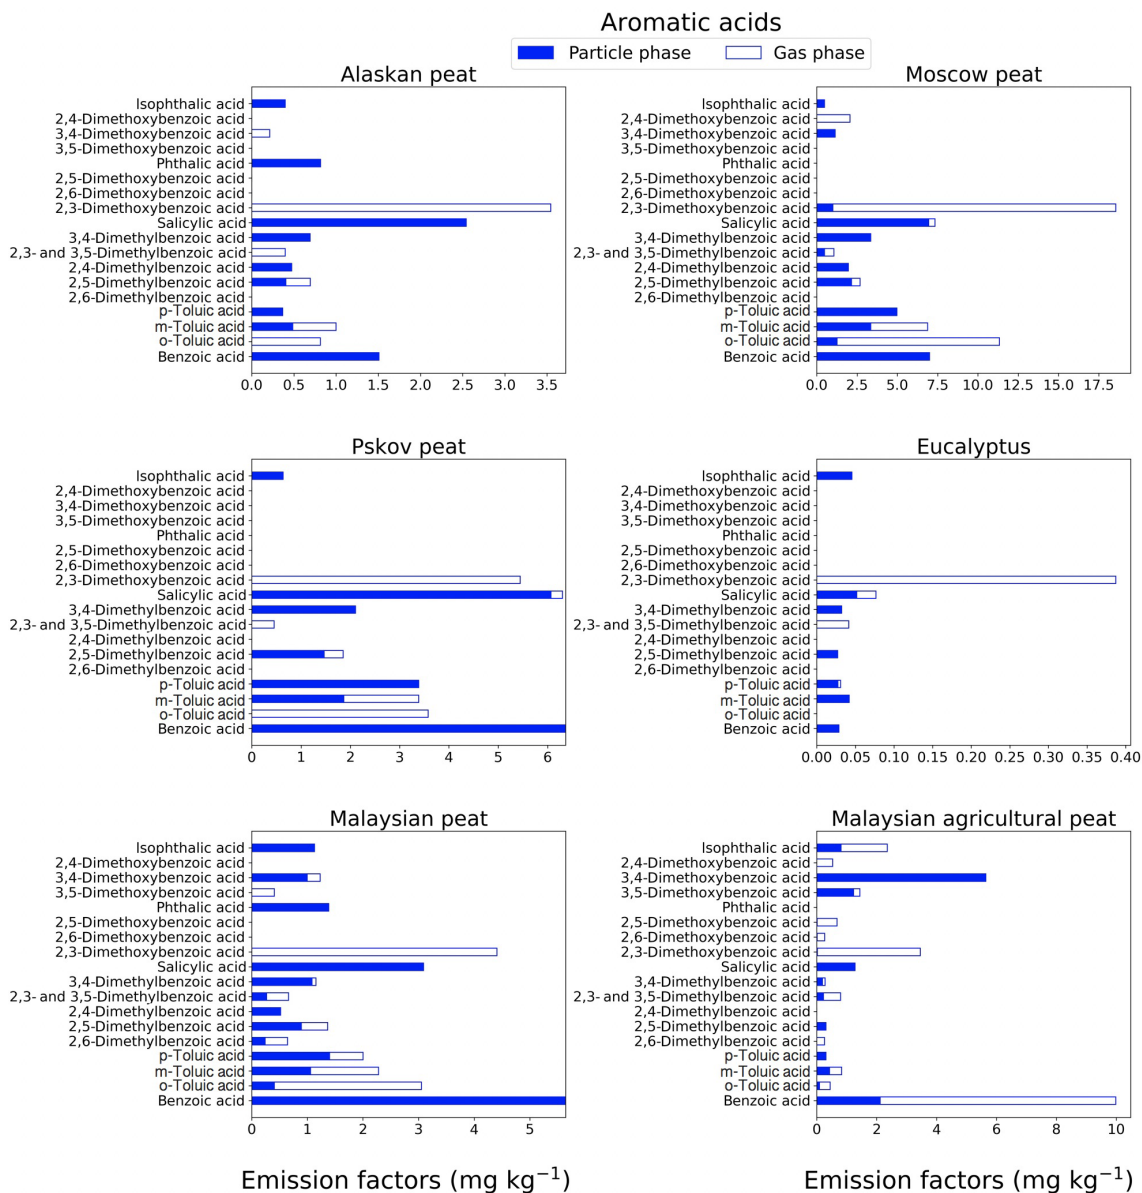 Aromatic acids
Particle phase Gas phase
Alaskan peat
Isophthalic acid
2,4-Dimethoxybenzoic acid
3,4-Dimethoxybenzoic acid
3,5-Dimethoxybenzoic acid
Phthalic acid
2,5-Dimethoxybenzoic acid
2,6-Dimethoxybenzoic acid
2,3-Dimethoxybenzoic acid
Salicylic acid
3,4-Dimethylbenzoic acid
2,3- and 3,5-Dimethylbenzoic acid
2,4-Dimethylbenzoic acid
2,5-Dimethylbenzoic acid
2,6-Dimethylbenzoic acid
p-Toluic acid
m-Toluic acid
o-Toluic acid
Benzoic acid
0.0 0.5 1.0 1.5 2.0 2.5 3.0 3.5
Moscow peat
Isophthalic acid
2,4-Dimethoxybenzoic acid
3,4-Dimethoxybenzoic acid
3,5-Dimethoxybenzoic acid
Phthalic acid
2,5-Dimethoxybenzoic acid
2,6-Dimethoxybenzoic acid
2,3-Dimethoxybenzoic acid
Salicylic acid
3,4-Dimethylbenzoic acid
2,3- and 3,5-Dimethylbenzoic acid
2,4-Dimethylbenzoic acid
2,5-Dimethylbenzoic acid
2,6-Dimethylbenzoic acid
p-Toluic acid
m-Toluic acid
o-Toluic acid
Benzoic acid
0.0 2.5 5.0 7.5 10.0 12.5 15.0 17.5
Pskov peat
Isophthalic acid
2,4-Dimethoxybenzoic acid
3,4-Dimethoxybenzoic acid
3,5-Dimethoxybenzoic acid
Phthalic acid
2,5-Dimethoxybenzoic acid
2,6-Dimethoxybenzoic acid
2,3-Dimethoxybenzoic acid
Salicylic acid
3,4-Dimethylbenzoic acid
2,3- and 3,5-Dimethylbenzoic acid
2,4-Dimethylbenzoic acid
2,5-Dimethylbenzoic acid
2,6-Dimethylbenzoic acid
p-Toluic acid
m-Toluic acid
o-Toluic acid
Benzoic acid
0 1 2 3 4 5 6
Eucalyptus
Isophthalic acid
2,4-Dimethoxybenzoic acid
3,4-Dimethoxybenzoic acid
3,5-Dimethoxybenzoic acid
Phthalic acid
2,5-Dimethoxybenzoic acid
2,6-Dimethoxybenzoic acid
2,3-Dimethoxybenzoic acid
Salicylic acid
3,4-Dimethylbenzoic acid
2,3- and 3,5-Dimethylbenzoic acid
2,4-Dimethylbenzoic acid
2,5-Dimethylbenzoic acid
2,6-Dimethylbenzoic acid
p-Toluic acid
m-Toluic acid
o-Toluic acid
Benzoic acid
0.00 0.05 0.10 0.15 0.20 0.25 0.30 0.35 0.40
Malaysian peat
Isophthalic acid
2,4-Dimethoxybenzoic acid
3,4-Dimethoxybenzoic acid
3,5-Dimethoxybenzoic acid
Phthalic acid
2,5-Dimethoxybenzoic acid
2,6-Dimethoxybenzoic acid
2,3-Dimethoxybenzoic acid
Salicylic acid
3,4-Dimethylbenzoic acid
2,3- and 3,5-Dimethylbenzoic acid
2,4-Dimethylbenzoic acid
2,5-Dimethylbenzoic acid
2,6-Dimethylbenzoic acid
p-Toluic acid
m-Toluic acid
o-Toluic acid
Benzoic acid
0 1 2 3 4 5
Emission factors (mg kg⁻¹)
Malaysian agricultural peat
Isophthalic acid
2,4-Dimethoxybenzoic acid
3,4-Dimethoxybenzoic acid
3,5-Dimethoxybenzoic acid
Phthalic acid
2,5-Dimethoxybenzoic acid
2,6-Dimethoxybenzoic acid
2,3-Dimethoxybenzoic acid
Salicylic acid
3,4-Dimethylbenzoic acid
2,3- and 3,5-Dimethylbenzoic acid
2,4-Dimethylbenzoic acid
2,5-Dimethylbenzoic acid
2,6-Dimethylbenzoic acid
p-Toluic acid
m-Toluic acid
o-Toluic acid
Benzoic acid
0 2 4 6 8 10
Emission factors (mg kg⁻¹)